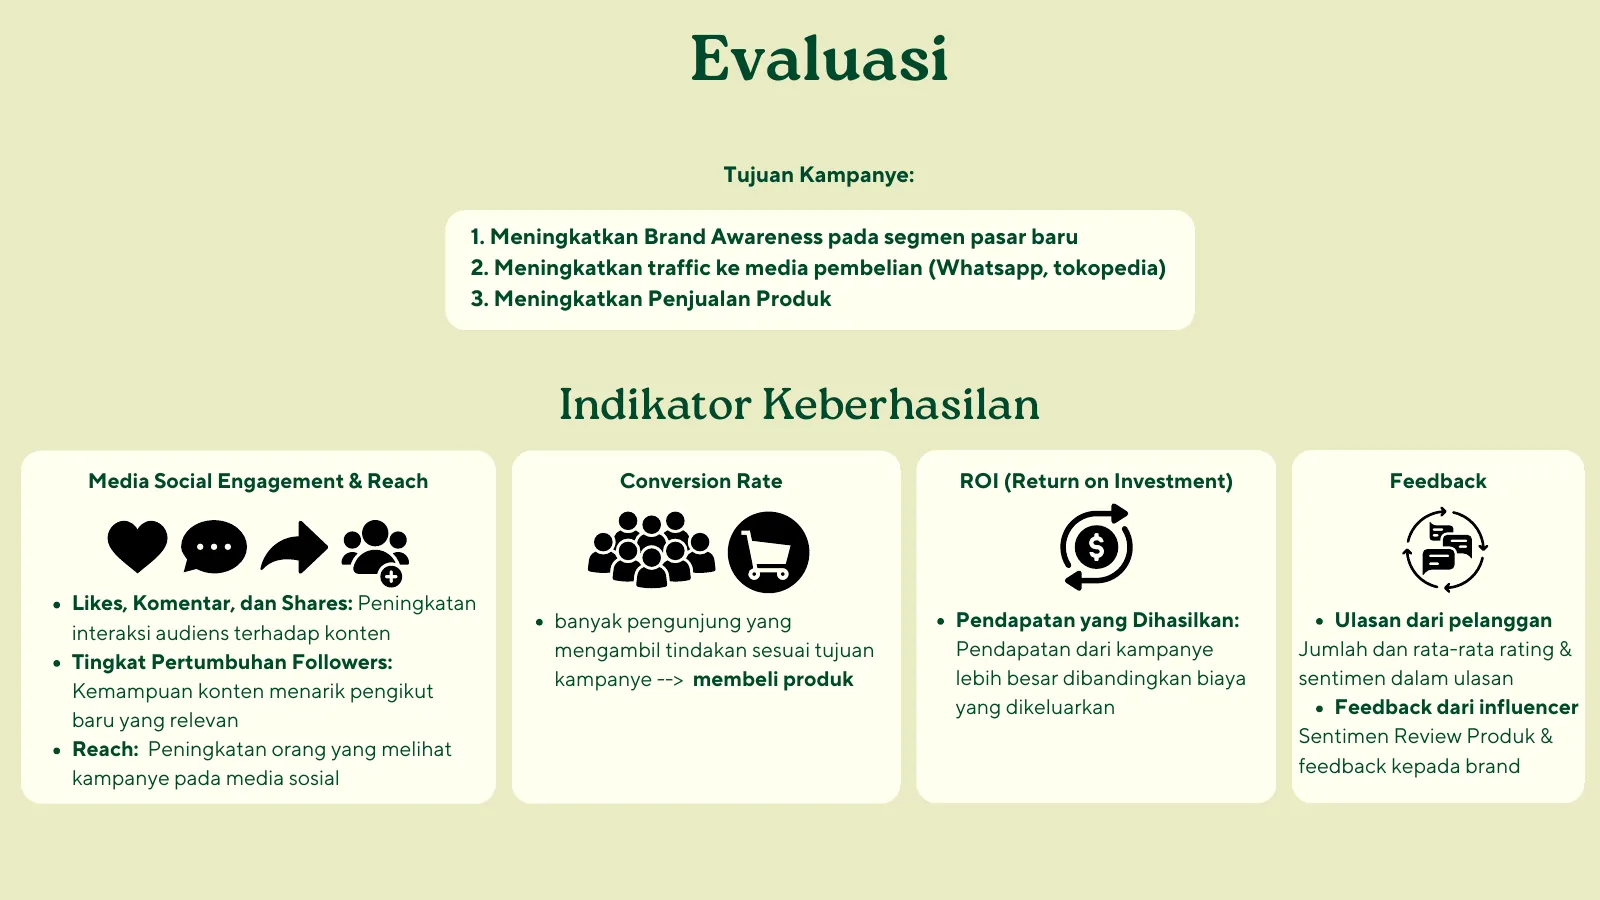 Evaluasi
Tujuan Kampanye:
1. Meningkatkan Brand Awareness pada segmen pasar baru
2. Meningkatkan traffic ke media pembelian (Whatsapp, tokopedia)
3. Meningkatkan Penjualan Produk
Indikator Keberhasilan
Media Social Engagement & Reach
• Likes, Komentar, dan Shares: Peningkatan
interaksi audiens terhadap konten
• Tingkat Pertumbuhan Followers:
Kemampuan konten menarik pengikut
baru yang relevan
• Reach: Peningkatan orang yang melihat
kampanye pada media sosial
Conversion Rate
• banyak pengunjung yang
mengambil tindakan sesuai tujuan
kampanye --> membeli produk
ROI (Return on Investment)
$
• Pendapatan yang Dihasilkan:
Pendapatan dari kampanye
lebih besar dibandingkan biaya
yang dikeluarkan
Feedback
• Ulasan dari pelanggan
Jumlah dan rata-rata rating &
sentimen dalam ulasan
• Feedback dari influencer
Sentimen Review Produk &
feedback kepada brand